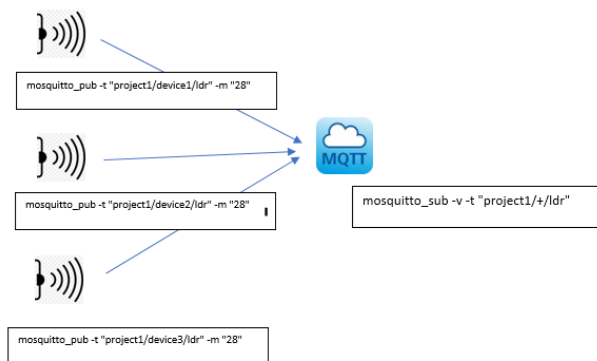 mosquitto_pub -t "project1/device1/ldr" -m "28"
MQTT
mosquitto_pub -t "project1/device2/ldr" -m "28"
mosquitto_sub -v -t "project1/+/ldr"
mosquitto_pub -t "project1/device3/ldr" -m "28"